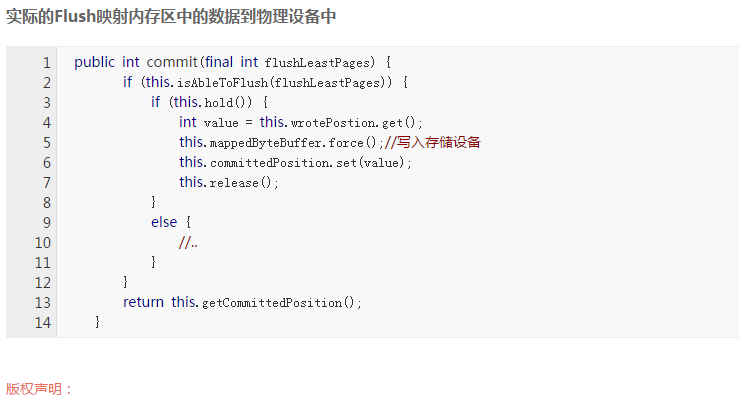 实际的Flush映射内存区中的数据到物理设备中
1 public int commit(final int flushLeastPages) {
2 if (this.isAbleToFlush(flushLeastPages)) {
3 if (this.hold()) {
4 int value = this.wrotePostion.get();
5 this.mappedByteBuffer.force();//写入存储设备
6 this.committedPosition.set(value);
7 this.release();
8 }
9 else {
10 //..
11 }
12 }
13 return this.getCommittedPosition();
14 }
版权声明：